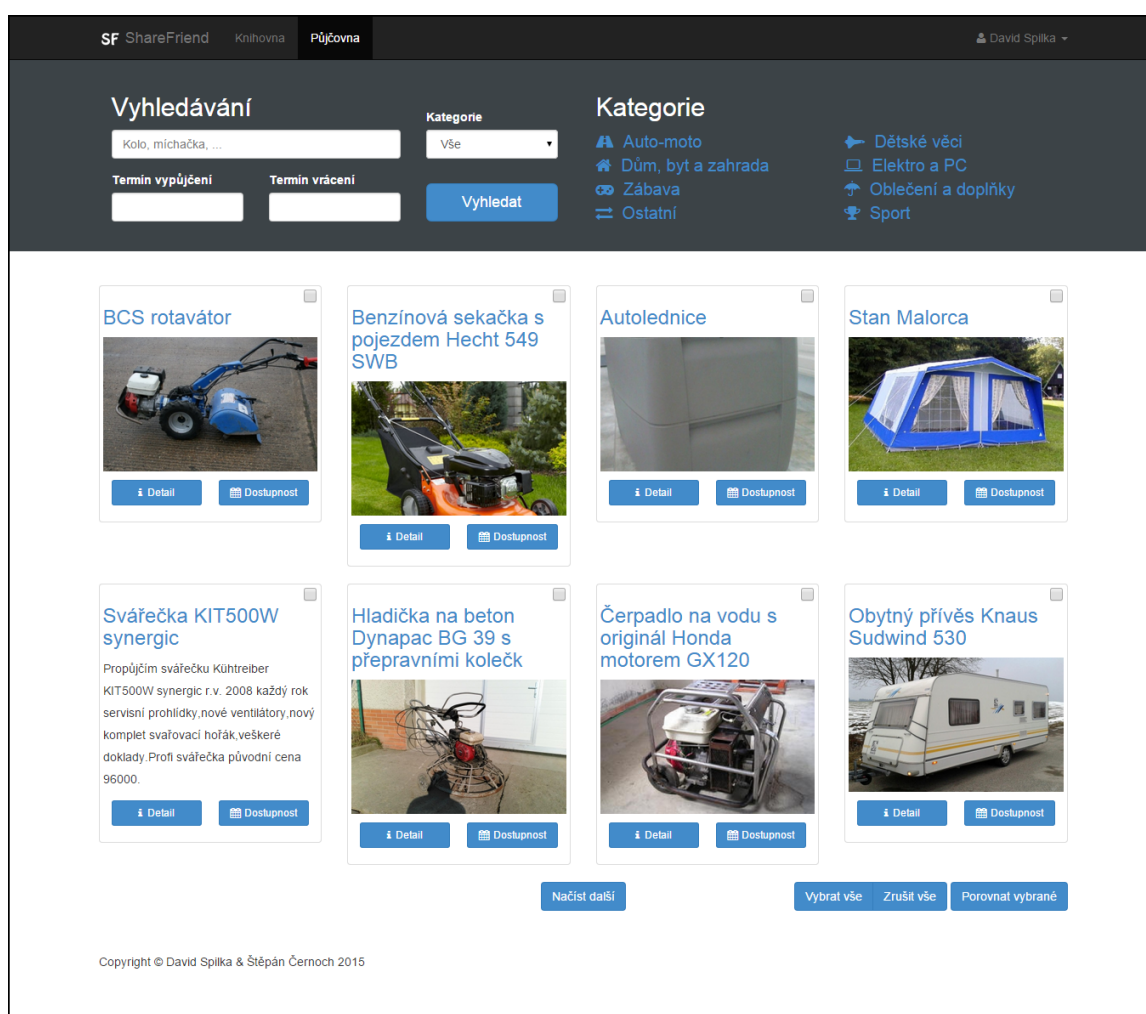 SF ShareFriend Knihovna Půjčovna David Spilka
Vyhledávání
Kolo, míchačka, ...
Kategorie
Vše
Termín vypůjčení
Termín vrácení
Vyhledat
Kategorie
Auto-moto
Dům, byt a zahrada
Zábava
Ostatní
Dětské věci
Elektro a PC
Oblečení a doplňky
Sport
BCS rotavátor
Detail Dostupnost
Benzínová sekačka s
pojezdem Hecht 549
SWB
Detail Dostupnost
Autolednice
Detail Dostupnost
Stan Malorca
Detail Dostupnost
Svářečka KIT500W
synergic
Propůjčím svářečku Kühtreiber
KIT500W synergic r.v. 2008 každý rok
servisní prohlídky,nové ventilátory,nový
komplet svařovací hořák,veškeré
doklady.Profi svářečka původní cena
96000.
Detail Dostupnost
Hladička na beton
Dynapac BG 39 s
přepravními kolečk
Detail Dostupnost
Čerpadlo na vodu s
originál Honda
motorem GX120
Detail Dostupnost
Obytný přívěs Knaus
Sudwind 530
Detail Dostupnost
Načíst další
Vybrat vše Zrušit vše Porovnat vybrané
Copyright © David Spilka & Štěpán Černoch 2015